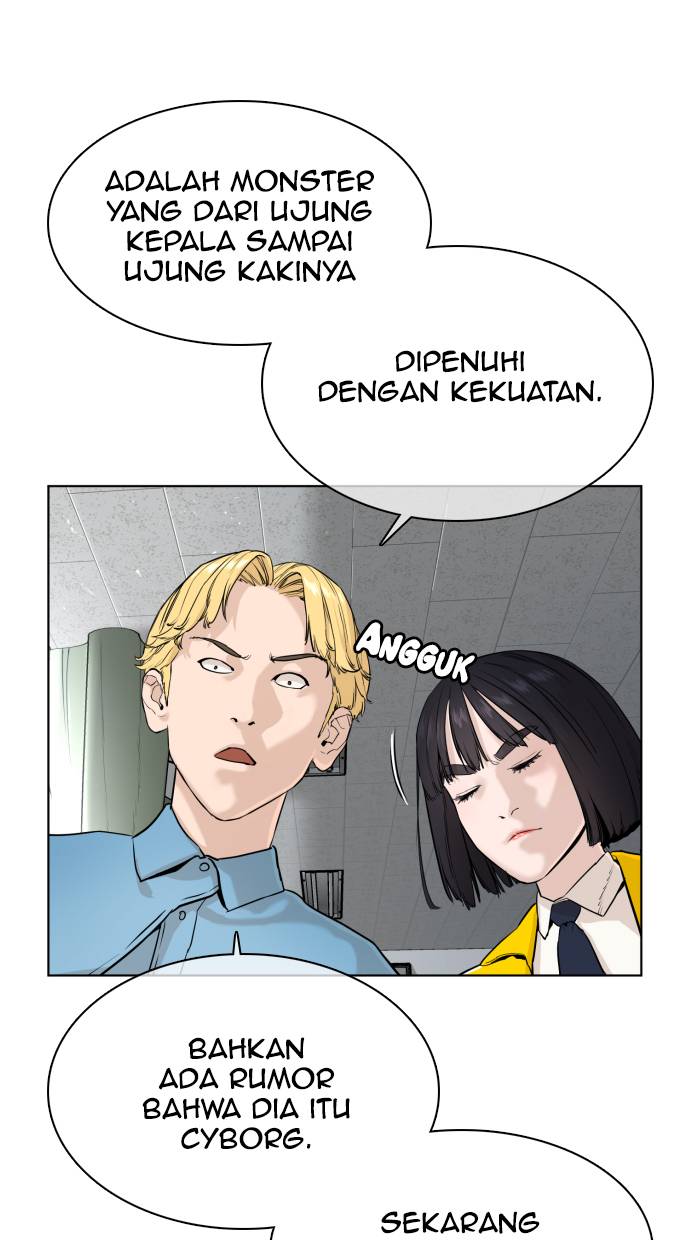 ADALAH MONSTER
YANG DARI UJUNG
KEPALA SAMPAI
UJUNG KAKINYA
DIPENUHI
DENGAN KEKUATAN.
ANGGUK
BAHKAN
ADA RUMOR
BAHWA DIA ITU
CYBORG.
SEKARANG